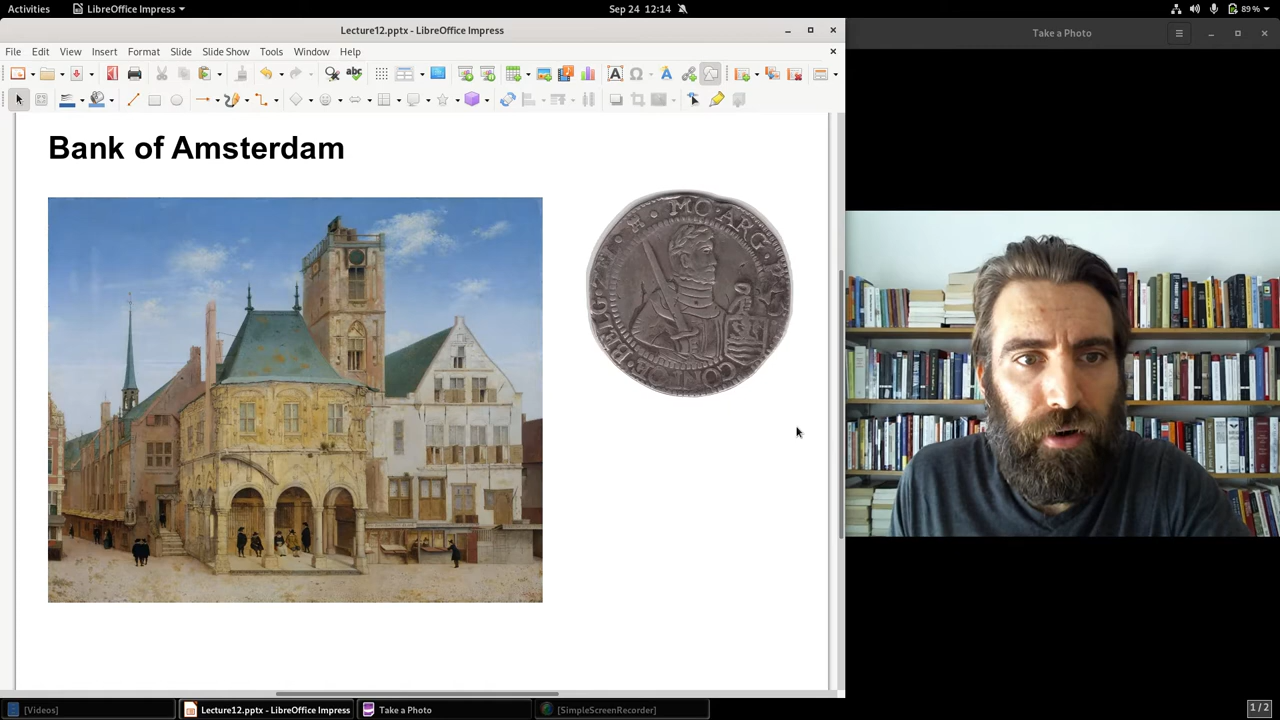 Activities
LibreOffice Impress
Sep 24 12:14
89%
Lecture12.pptx - LibreOffice Impress
Take a Photo
File Edit View Insert Format Slide Slide Show Tools Window Help
Bank of Amsterdam
MO·ARG·
[Videos]
Lecture12.pptx - LibreOffice Impress
Take a Photo
[SimpleScreenRecorder]
1/2